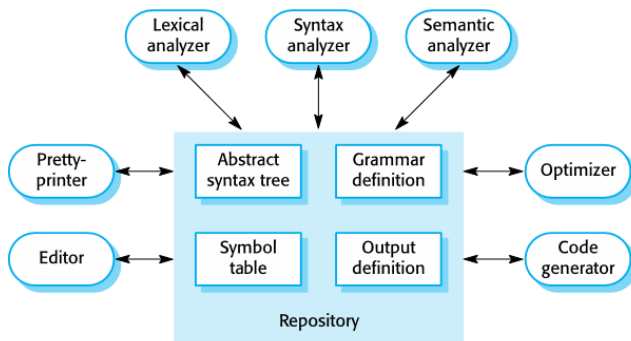 Lexical
analyzer
Syntax
analyzer
Semantic
analyzer
Pretty-
printer
Abstract
syntax tree
Grammar
definition
Optimizer
Editor
Symbol
table
Output
definition
Code
generator
Repository